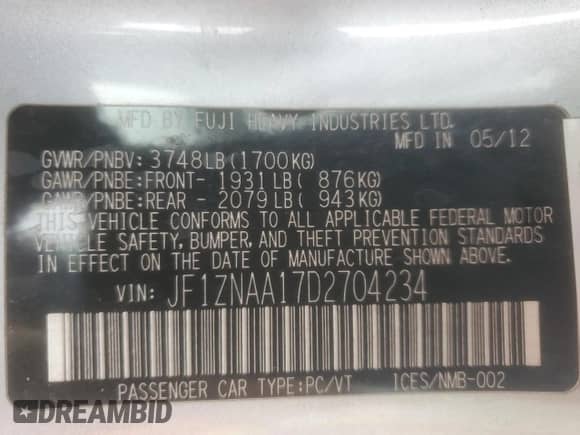 MFD BY FUJI HEAVY INDUSTRIES LTD.
MFD IN 05/12
GVWR/PNBV: 3748LB(1700KG)
GAWR/PNBE:FRONT- 1931LB( 876KG)
GAWR/PNBE:REAR - 2079LB( 943KG)
THIS VEHICLE CONFORMS TO ALL APPLICABLE FEDERAL MOTOR
VEHICLE SAFETY, BUMPER, AND THEFT PREVENTION STANDARDS
IN EFFECT ON THE DATE OF MANUFACTURE SHOWN ABOVE.
VIN: JF1ZNAA17D2704234
PASSENGER CAR TYPE:PC/VT ICES/NMB-002
DREAMBID